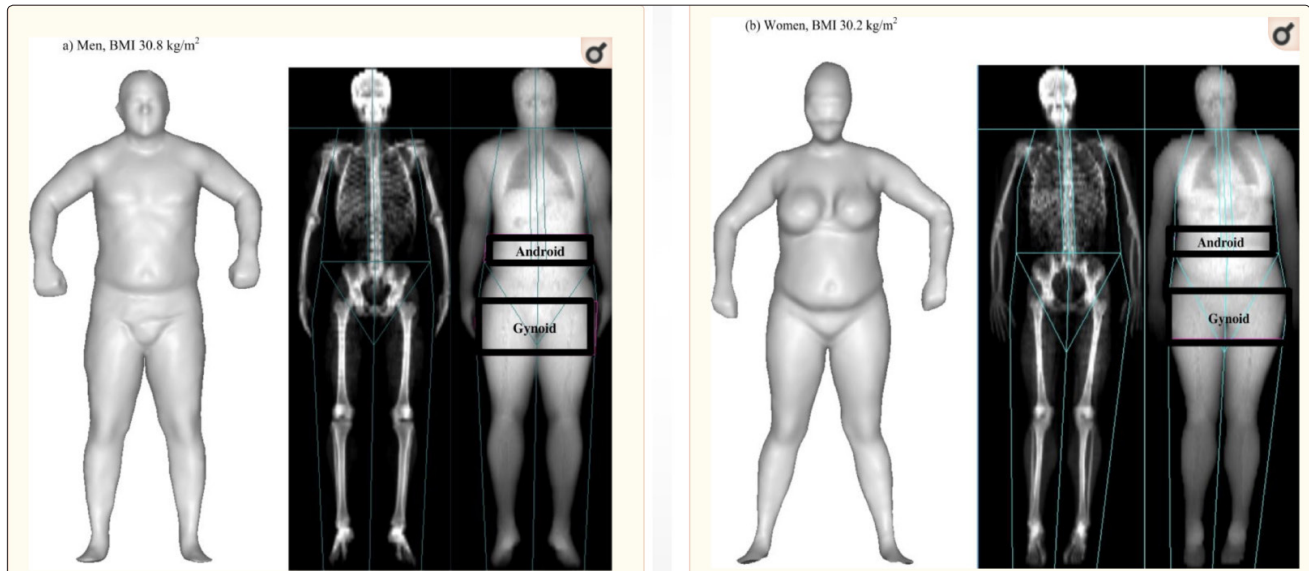 a) Men, BMI 30.8 kg/m²
Android
Gynoid
(b) Women, BMI 30.2 kg/m²
Android
Gynoid